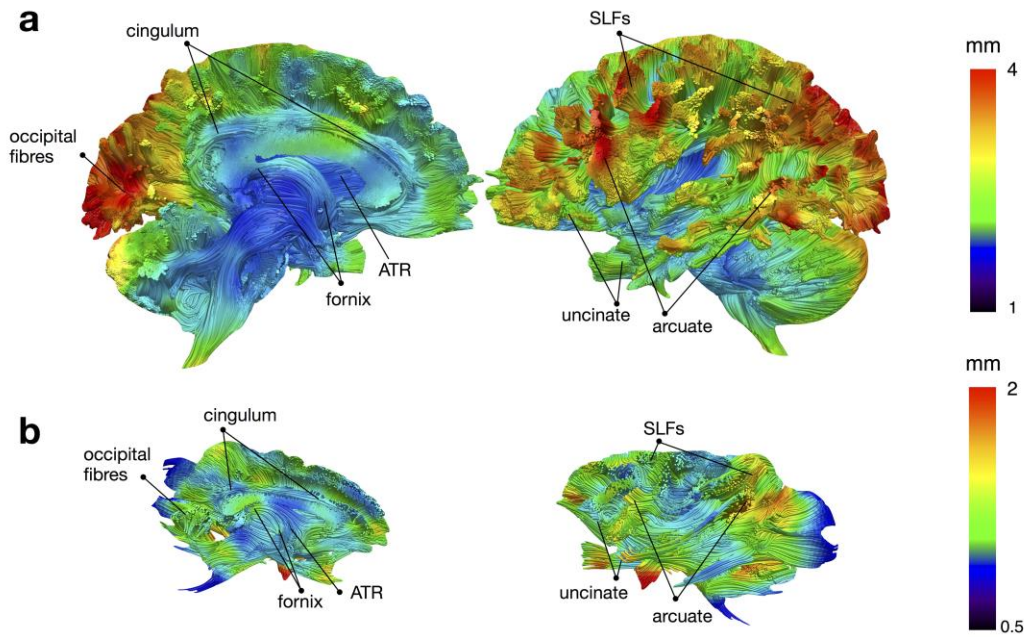 a
cingulum
occipital
fibres
ATR
fornix
SLFs
uncinate
arcuate
mm
4
1
b
cingulum
occipital
fibres
fornix
ATR
SLFs
uncinate
arcuate
mm
2
0.5